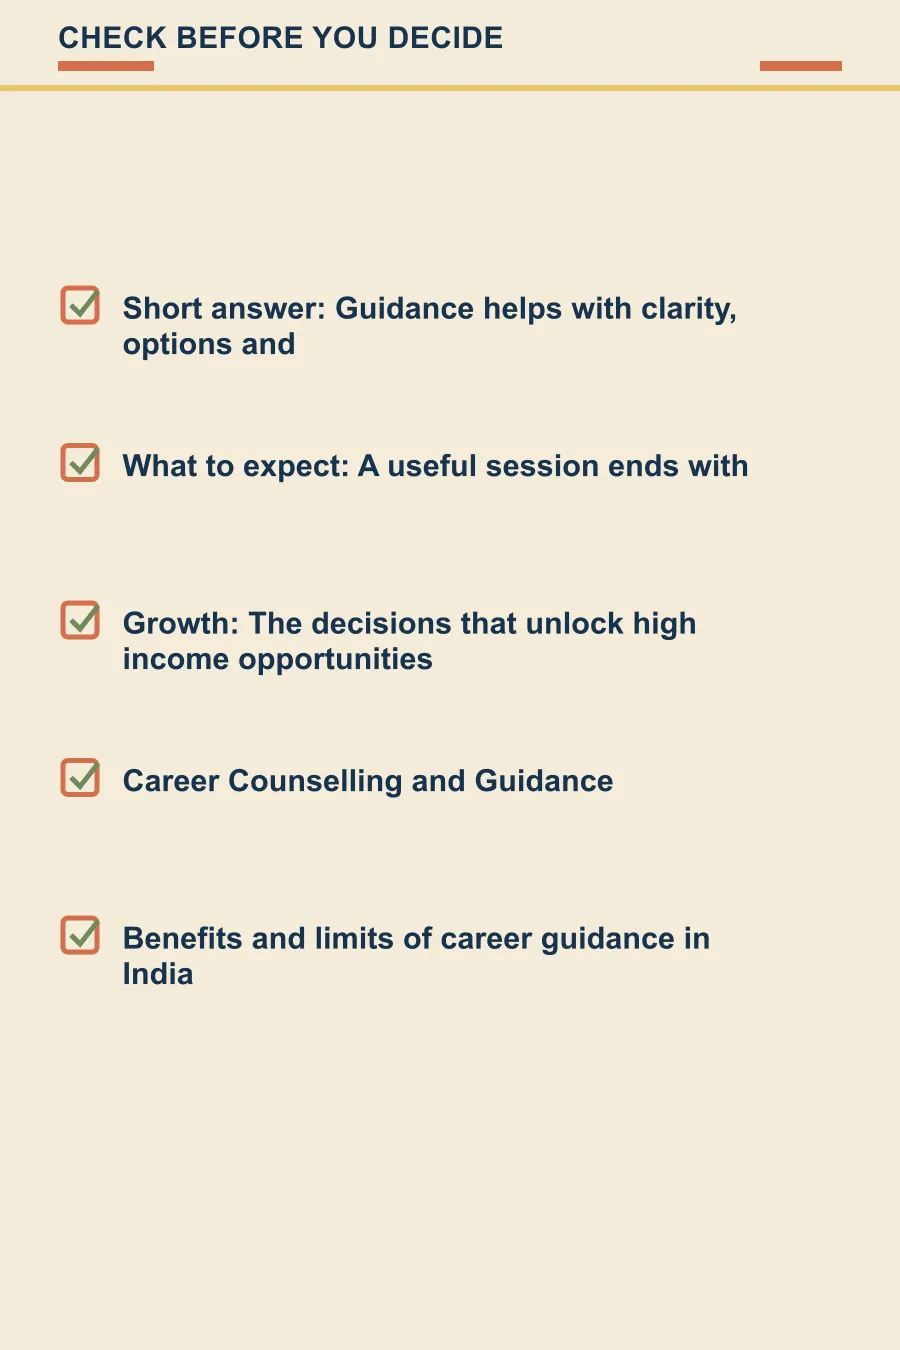 CHECK BEFORE YOU DECIDE
Short answer: Guidance helps with clarity,
options and
What to expect: A useful session ends with
Growth: The decisions that unlock high
income opportunities
Career Counselling and Guidance
Benefits and limits of career guidance in
India